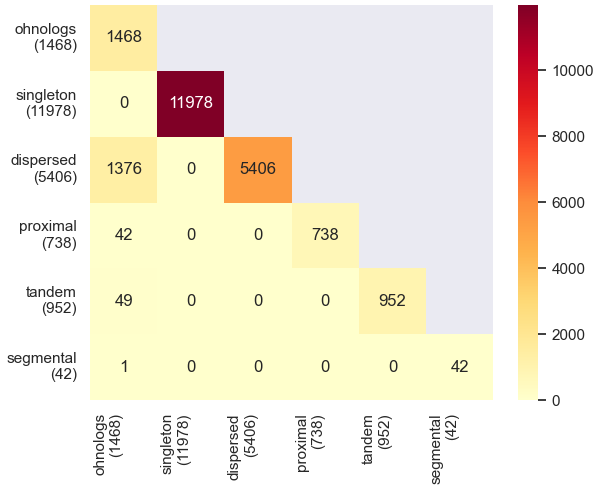 ohnologs
(1468)
singleton
(11978)
dispersed
(5406)
proximal
(738)
tandem
(952)
segmental
(42)
1468
0 11978
1376 0 5406
42 0 0 738
49 0 0 0 952
1 0 0 0 0 42
ohnologs
(1468)
singleton
(11978)
dispersed
(5406)
proximal
(738)
tandem
(952)
segmental
(42)
10000
8000
6000
4000
2000
0